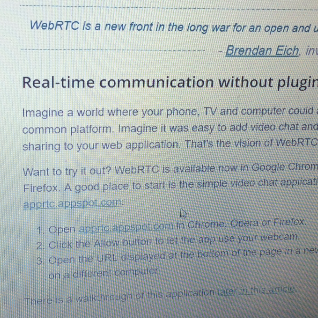 WebRTC is a new front in the long war for an open and
- Brendan Eich, in
Real-time communication without plugin
Imagine a world where your phone, TV and computer could
common platform. Imagine it was easy to add video chat and
sharing to your web application. That's the vision of WebRTC
Want to try it out? WebRTC is available now in Google Chrom
Firefox. A good place to start is the simple video chat applicati
apprtc.appspot.com:
1. Open apprtc.appspot.com in Chrome, Opera or Firefox.
2. Click the Allow button to let the app use your webcam.
3. Open the URL displayed at the bottom of the page in a new
on a different computer.
There is a walkthrough of this application later in this article.